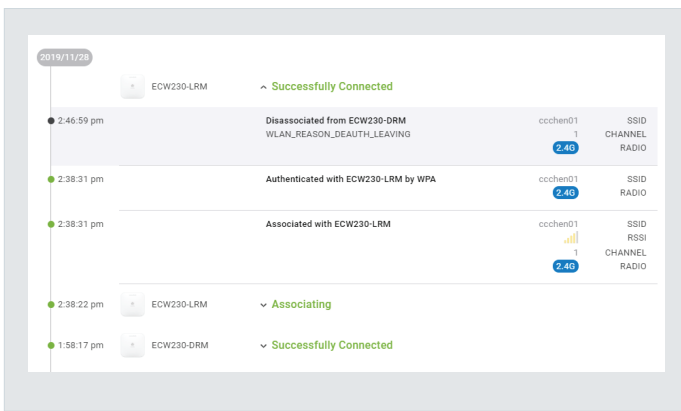 2019/11/28
ECW230-LRM Successfully Connected
2:46:59 pm Disassociated from ECW230-DRM ccchen01 SSID
WLAN_REASON_DEAUTH_LEAVING 1 CHANNEL
2.4G RADIO
2:38:31 pm Authenticated with ECW230-LRM by WPA ccchen01 SSID
2.4G RADIO
2:38:31 pm Associated with ECW230-LRM ccchen01 SSID
RSSI
1 CHANNEL
2.4G RADIO
2:38:22 pm ECW230-LRM Associating
1:58:17 pm ECW230-DRM Successfully Connected